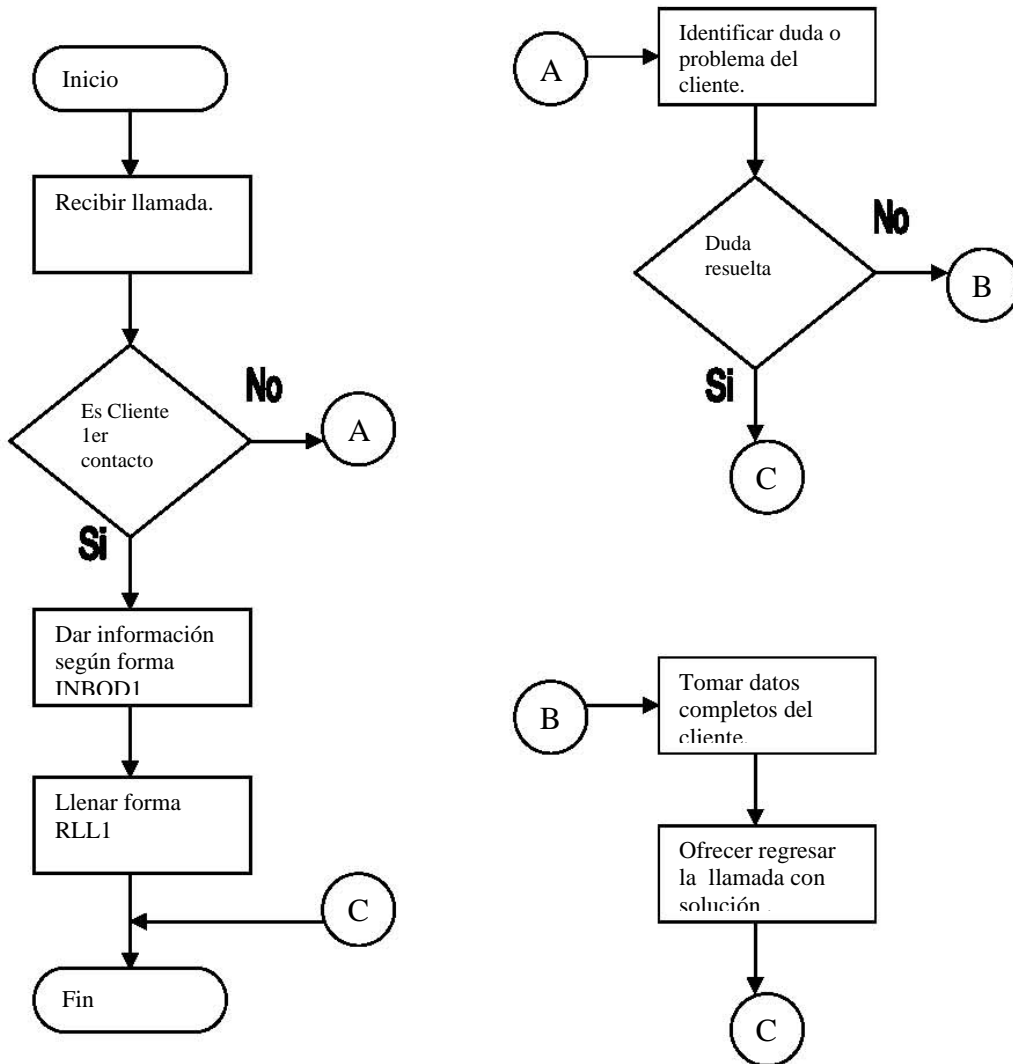 Inicio
Recibir llamada.
Es Cliente
1er
contacto
No
A
Si
Dar información
según forma
INBOD1
Llenar forma
RLL1
C
Fin
A
Identificar duda o
problema del
cliente.
Duda
resuelta
No
B
Si
C
B
Tomar datos
completos del
cliente.
Ofrecer regresar
la llamada con
solución .
C